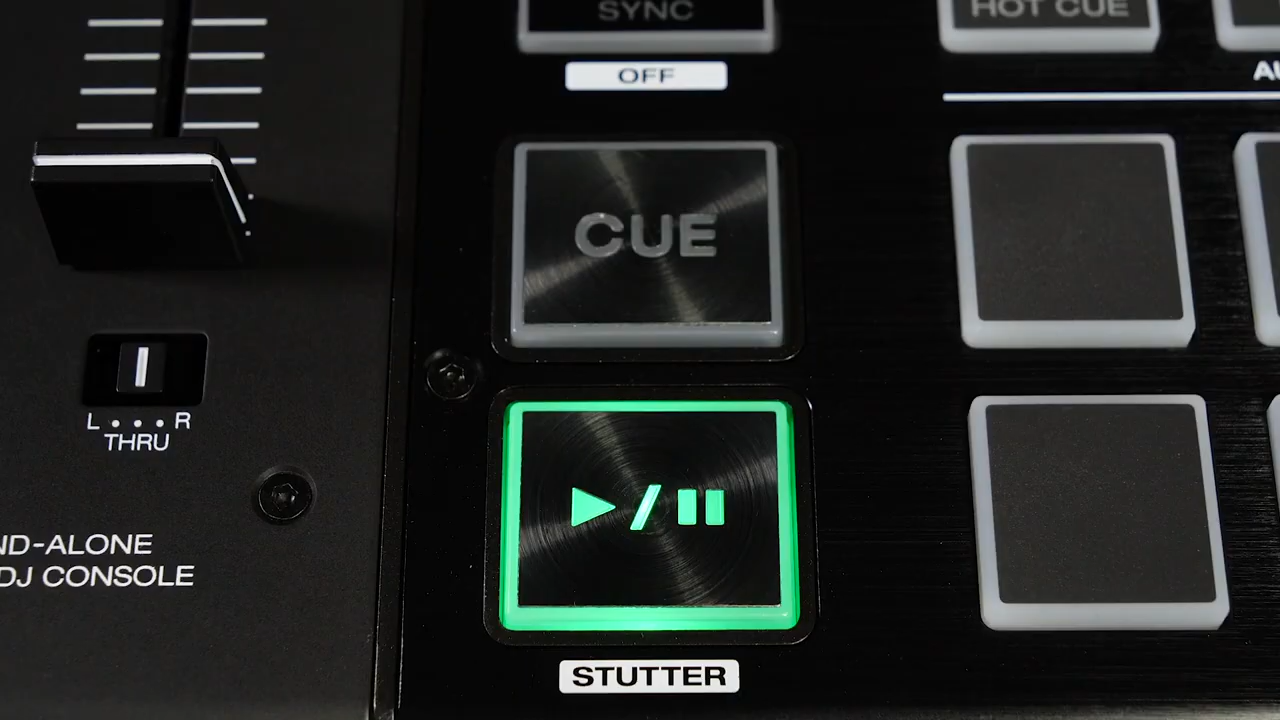 SYNC
HOT CUE
OFF
CUE
L R
THRU
ND-ALONE
DJ CONSOLE
STUTTER